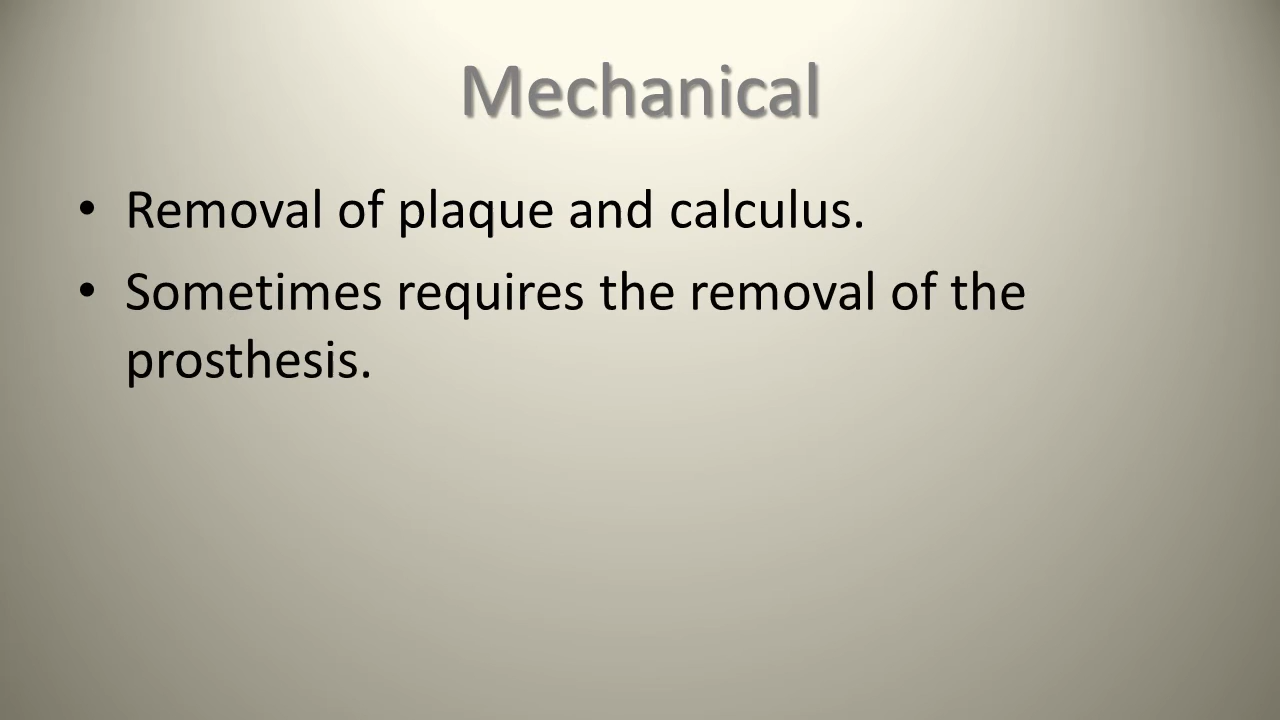 Mechanical
• Removal of plaque and calculus.
• Sometimes requires the removal of the
prosthesis.